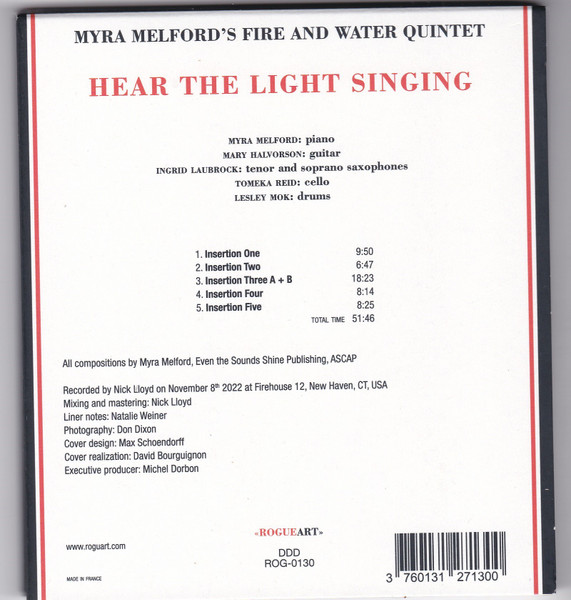 MYRA MELFORD'S FIRE AND WATER QUINTET
HEAR THE LIGHT SINGING
MYRA MELFORD: piano
MARY HALVORSON: guitar
INGRID LAUBROCK: tenor and soprano saxophones
TOMEKA REID: cello
LESLEY MOK: drums
1. Insertion One 9:50
2. Insertion Two 6:47
3. Insertion Three A + B 18:23
4. Insertion Four 8:14
5. Insertion Five 8:25
TOTAL TIME 51:46
All compositions by Myra Melford, Even the Sounds Shine Publishing, ASCAP
Recorded by Nick Lloyd on November 8th 2022 at Firehouse 12, New Haven, CT, USA
Mixing and mastering: Nick Lloyd
Liner notes: Natalie Weiner
Photography: Don Dixon
Cover design: Max Schoendorff
Cover realization: David Bourguignon
Executive producer: Michel Dorbon
«ROGUEART»
www.roguart.com
DDD
ROG-0130
MADE IN FRANCE
3 760131 271300